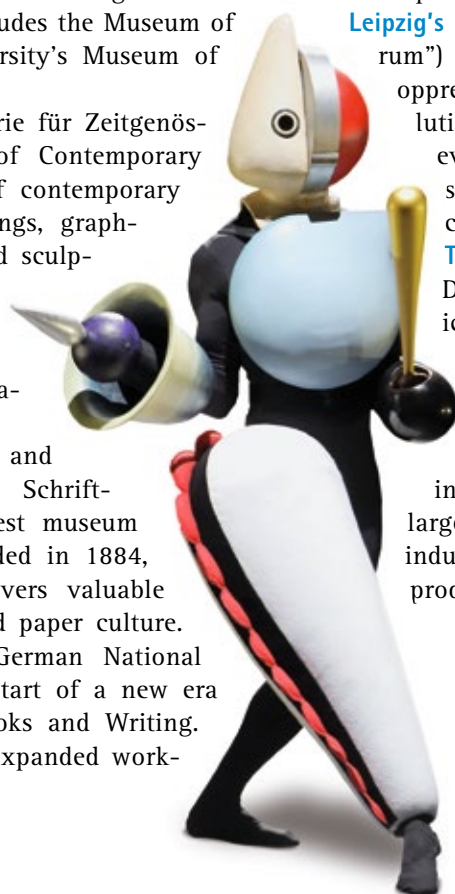 udes the Museum of
rsity's Museum of
rie für Zeitgenös-
of Contemporary
f contemporary
ngs, graph-
d sculp-
a-
and
Schrift-
est museum
ded in 1884,
vers valuable
d paper culture.
German National
tart of a new era
oks and Writing.
xpanded work-
Leipzig's
rum")
oppre
luti
ev
s
c
T
D
ic
in
large
indu
proc